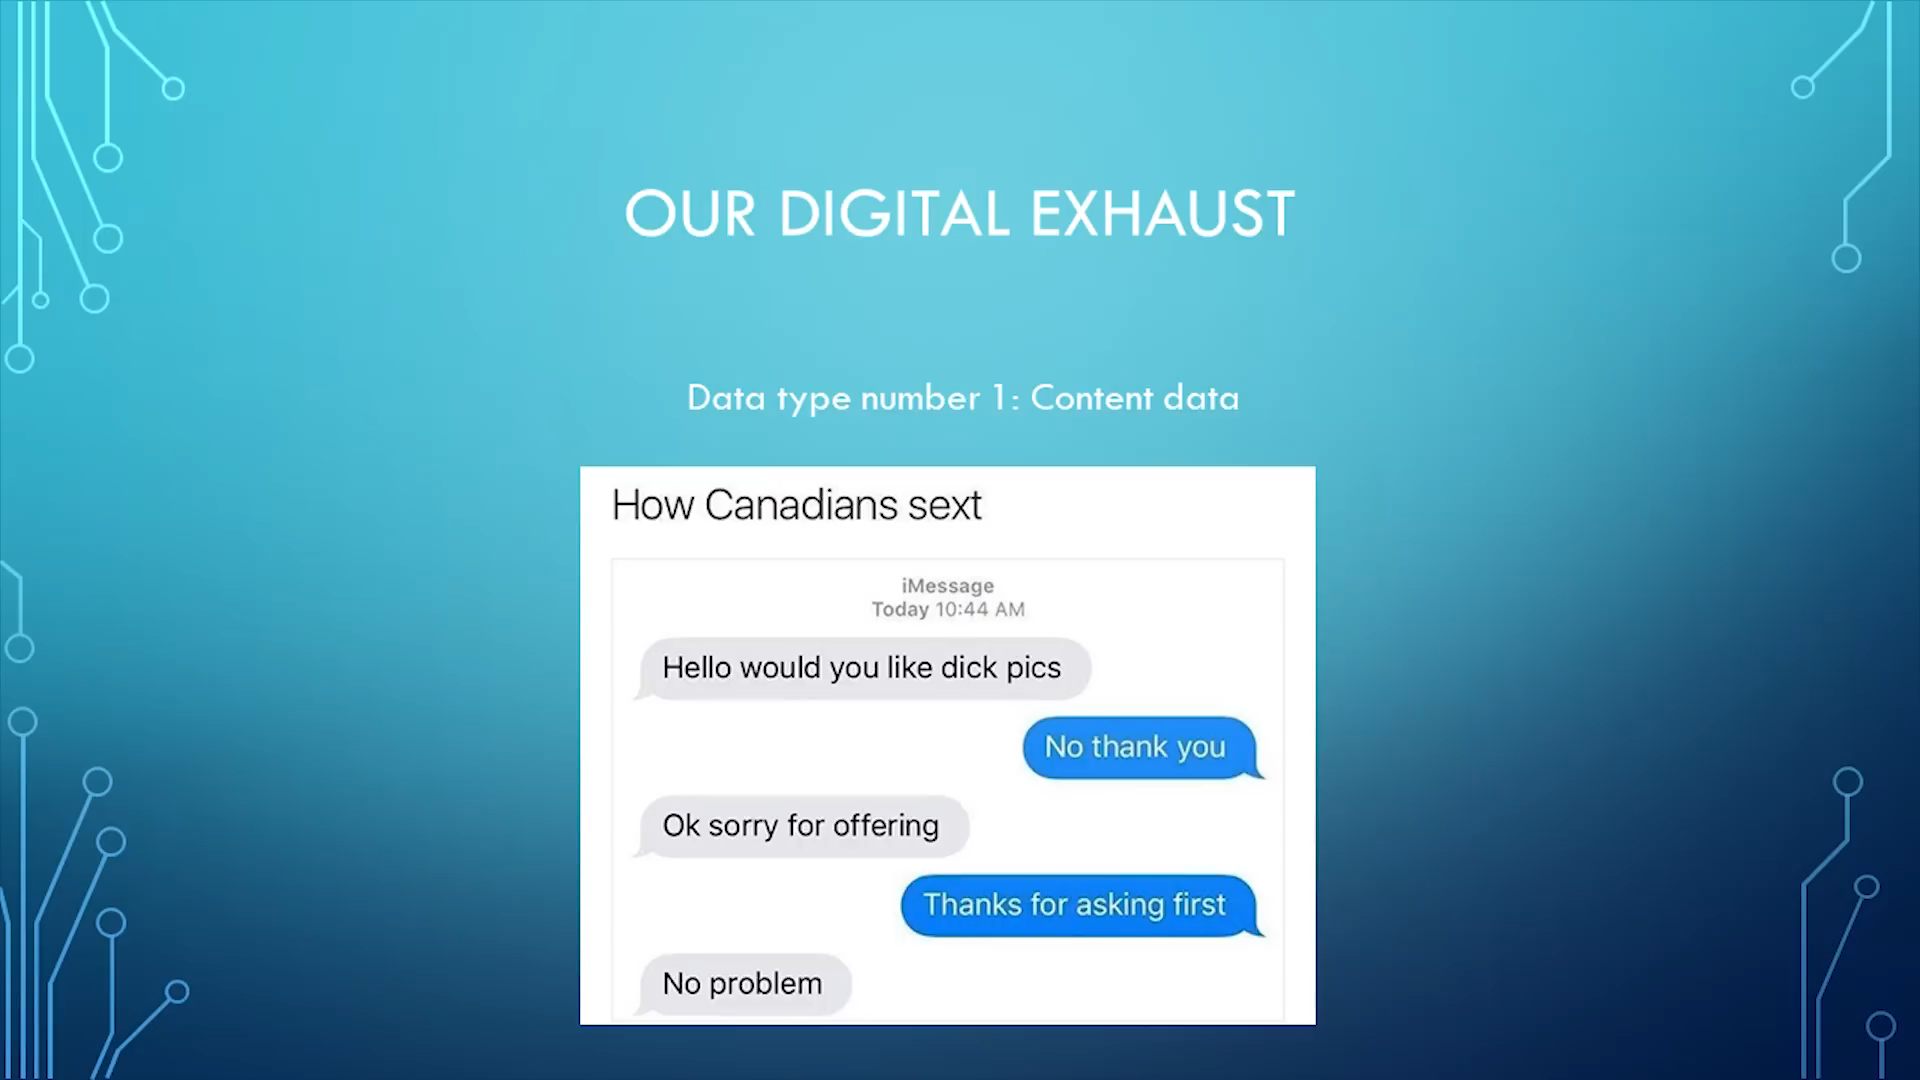 OUR DIGITAL EXHAUST
Data type number 1: Content data
How Canadians sext
iMessage
Today 10:44 AM
Hello would you like dick pics
No thank you
Ok sorry for offering
Thanks for asking first
No problem